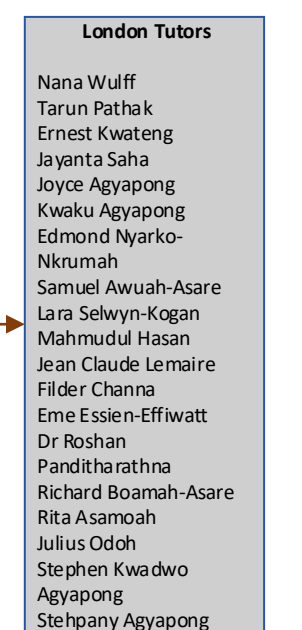 London Tutors
Nana Wulff
Tarun Pathak
Ernest Kwateng
Jayanta Saha
Joyce Agyapong
Kwaku Agyapong
Edmond Nyarko-
Nkrumah
Samuel Awuah-Asare
Lara Selwyn-Kogan
Mahmudul Hasan
Jean Claude Lemaire
Filder Channa
Eme Essien-Effiwatt
Dr Roshan
Panditharathna
Richard Boamah-Asare
Rita Asamoah
Julius Odoh
Stephen Kwadwo
Agyapong
Stehpany Agyapong